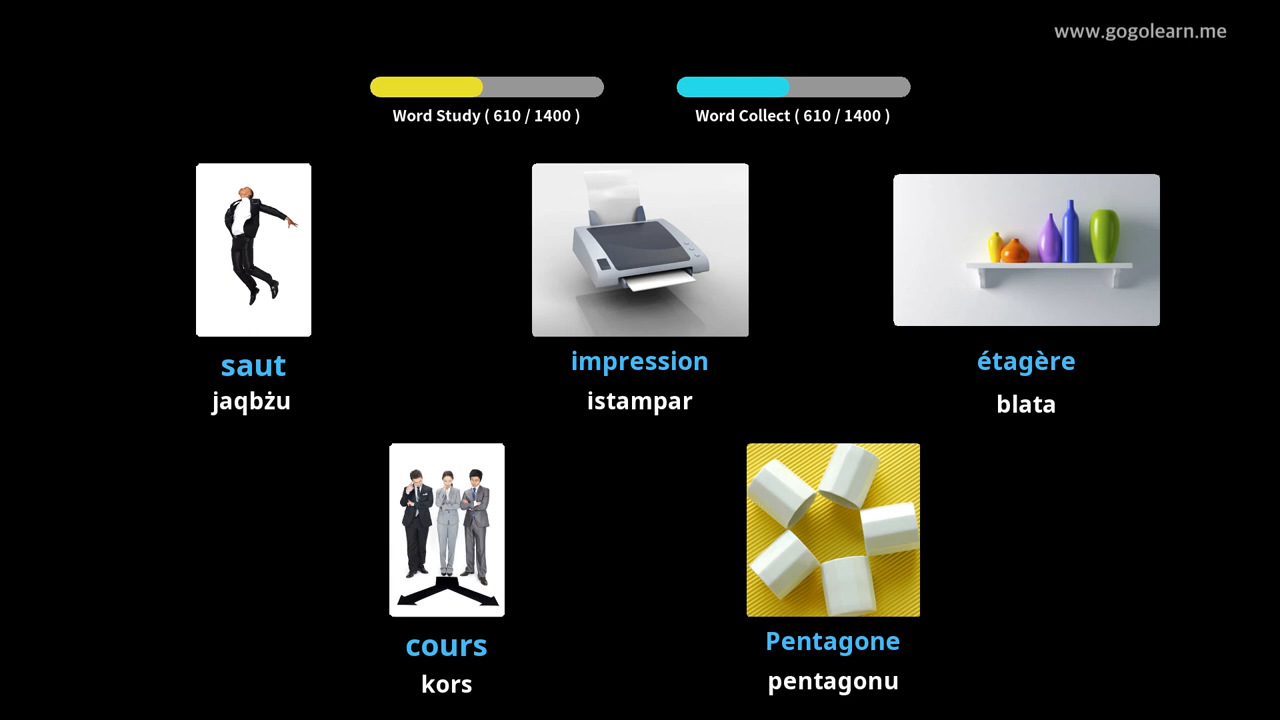 www.gogolearn.me
Word Study ( 610 / 1400 )
Word Collect ( 610 / 1400 )
saut
jaqbżu
impression
istampar
étagère
blata
cours
kors
Pentagone
pentagonu